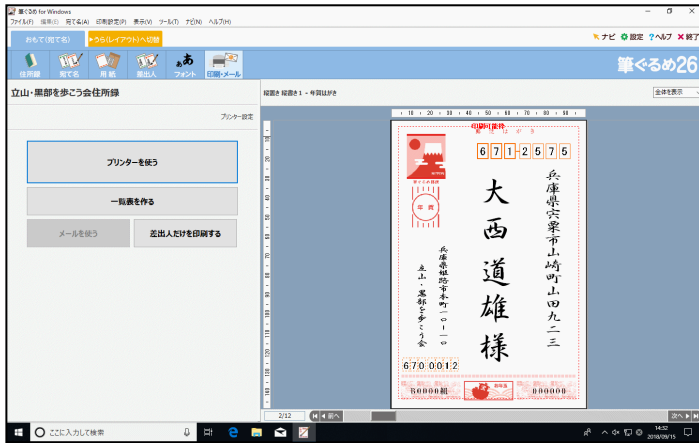 筆ぐるめ for Windows
ファイル(F) 編集(E) 宛て名(A) 印刷設定(P) 表示(V) ツール(T) ナビ(N) ヘルプ(H)
おもて(宛て名)
▶うら(レイアウト)へ切替
ナビ 設定 ?ヘルプ ×終了
住所録 宛て名 用紙 差出人 フォント 印刷・メール
筆ぐるめ26
立山・黒部を歩こう会住所録
縦書き 縦書き1 - 年賀はがき
全体を表示
プリンター設定
プリンターを使う
一覧表を作る
メールを使う
差出人だけを印刷する
印刷可能枠
671-2575
兵庫県宍粟市山崎町山田九二三
大西道雄様
年賀
兵庫県姫路市本町一〇一一〇
立山・黒部を歩こう会
6700012
B0000組
000000
2/12
前へ
次へ
ここに入力して検索
14:52
2018/09/15